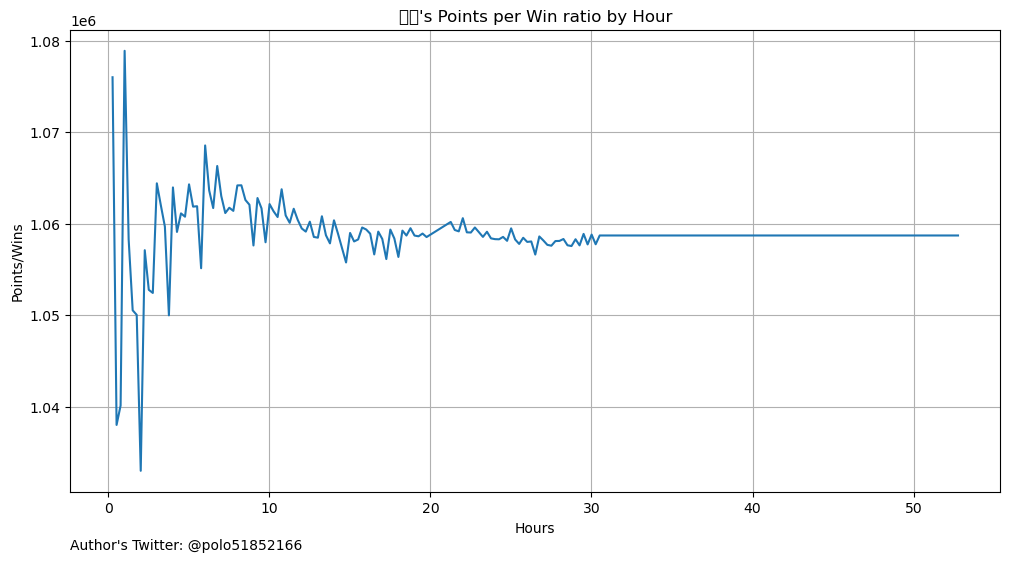 's Points per Win ratio by Hour
1e6
1.08
1.07
1.06
1.05
1.04
Points/Wins
0
10
20
30
40
50
Hours
Author's Twitter: @polo51852166